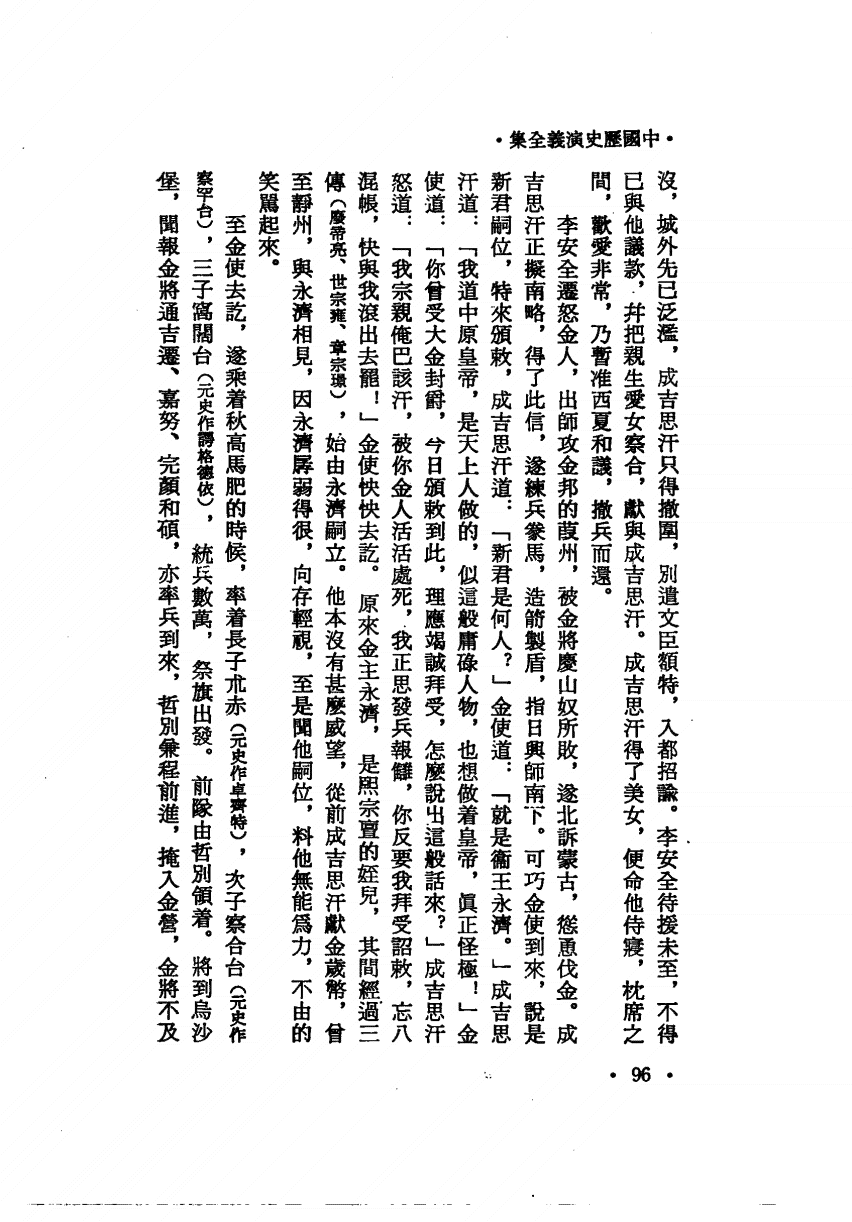 •中國歷史演義全集•
沒，城外先已泛濫，成吉思汗只得撤圍，別遣文臣額特，入都招諭。李安全待援未至，不得
已與他議款，幷把親生愛女察合，獻與成吉思汗。成吉思汗得了美女，便命他侍寢，枕席之
間，歡愛非常，乃暫准西夏和議，撤兵而還。
李安全遷怒金人，出師攻金邦的葭州，被金將慶山奴所敗，遂北訴蒙古，慫恿伐金。成
吉思汗正擬南略，得了此信，遂練兵豢馬，造箭製盾，指日興師南下。可巧金使到來，說是
新君嗣位，特來頒敕，成吉思汗道：「新君是何人？」金使道：「就是衞王永濟。」成吉思
汗道：「我道中原皇帝，是天上人做的，似這般庸碌人物，也想做着皇帝，眞正怪極！」金
使道：「你曾受大金封爵，今日頒敕到此，理應竭誠拜受，怎麼說出這般話來？」成吉思汗
怒道：「我宗親俺巴該汗，被你金人活活處死，我正思發兵報讎，你反要我拜受詔敕，忘八
混帳，快與我滾出去罷！」金使怏怏去訖。原來金主永濟，是熙宗亶的姪兒，其間經過三
傳（廢帝亮、世宗雍、章宗璟），始由永濟嗣立。他本沒有甚麼威望，從前成吉思汗獻金歲幣，曾
至靜州，與永濟相見，因永濟孱弱得很，向存輕視，至是聞他嗣位，料他無能爲力，不由的
笑罵起來。
至金使去訖，遂乘着秋高馬肥的時候，率着長子朮赤（元史作卓齊特），次子察合台（元史作
察罕台），三子窩闊台（元史作諤格德依），統兵數萬，祭旗出發。前隊由哲別領着。將到烏沙
堡，聞報金將通吉遷、嘉努、完顏和碩，亦率兵到來，哲別兼程前進，掩入金營，金將不及
•96•